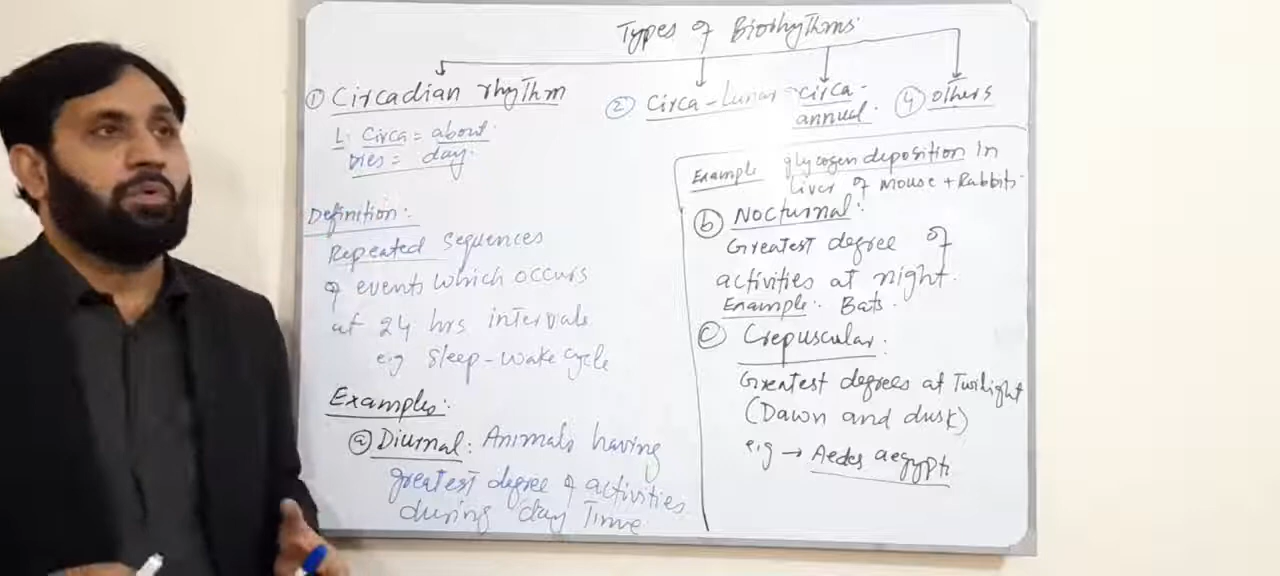 Types of Biorhythms
① Circadian rhythm
L: Circa = about
Dies = day.
Definition:
Repeated sequences
of events which occurs
at 24 hrs intervals
e.g Sleep-wake cycle
Examples:
ⓐ Diurnal: Animals having
greatest degree of activities
during day Time
② Circa-Lunar
circa-
annual.
④ others
Example glycogen deposition in
liver of mouse + Rabbits.
ⓑ Nocturnal:
Greatest degree of
activities at night.
Example: Bats.
ⓒ Crepuscular:
Greatest degrees at Twilight
(Dawn and dusk)
e.g → Aedes aegypti